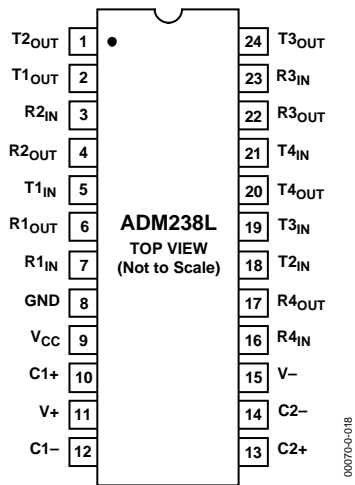 T2OUT 1 24 T3OUT
T1OUT 2 23 R3IN
R2IN 3 22 R3OUT
R2OUT 4 21 T4IN
T1IN 5 20 T4OUT
R1OUT 6 ADM238L 19 T3IN
TOP VIEW
R1IN 7 (Not to Scale) 18 T2IN
GND 8 17 R4OUT
VCC 9 16 R4IN
C1+ 10 15 V–
V+ 11 14 C2–
C1– 12 13 C2+
00070-0-018